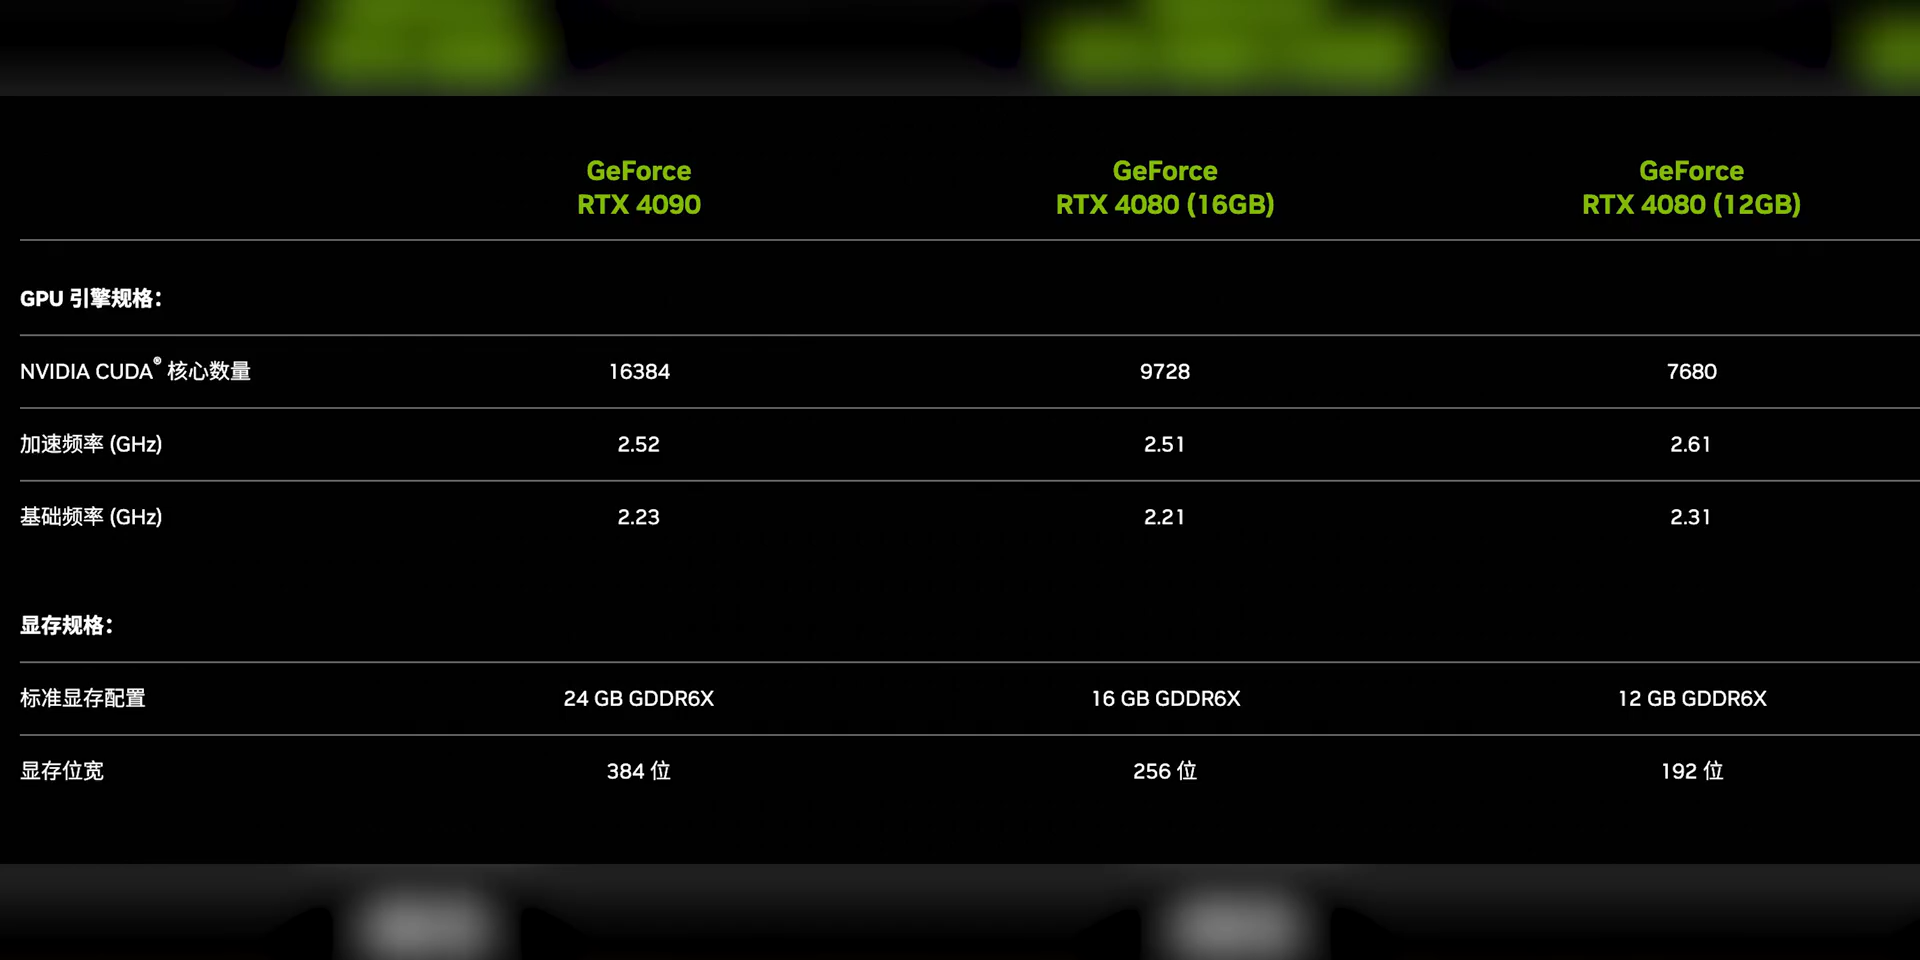 GeForce
RTX 4090
GeForce
RTX 4080 (16GB)
GeForce
RTX 4080 (12GB)
GPU 引擎规格：
NVIDIA CUDA® 核心数量 16384 9728 7680
加速频率 (GHz) 2.52 2.51 2.61
基础频率 (GHz) 2.23 2.21 2.31
显存规格：
标准显存配置 24 GB GDDR6X 16 GB GDDR6X 12 GB GDDR6X
显存位宽 384 位 256 位 192 位